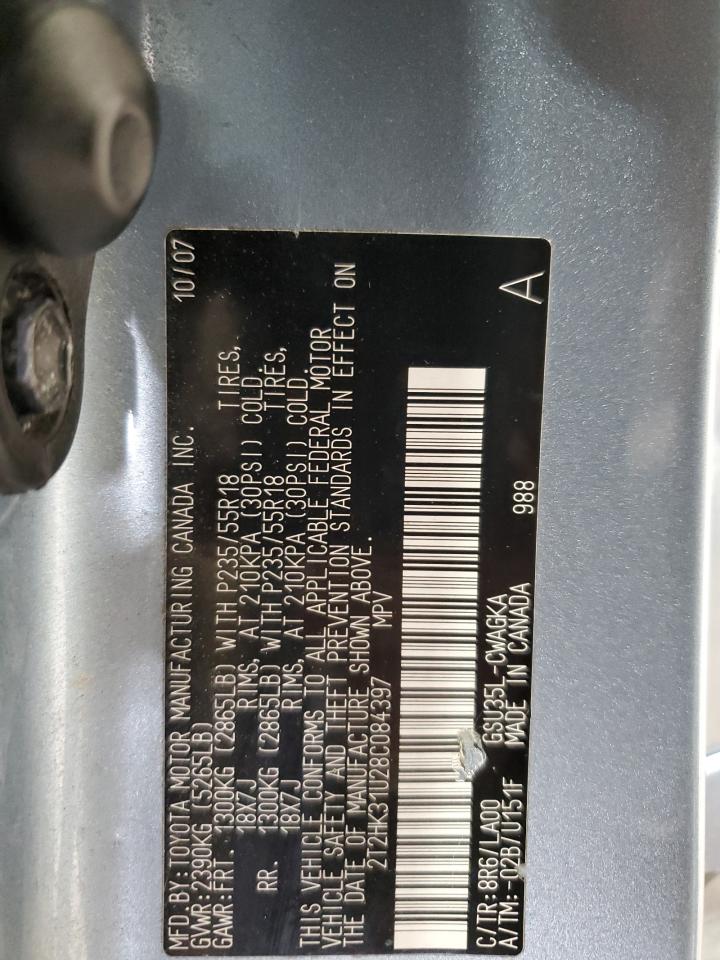 MFD.BY:TOYOTA MOTOR MANUFACTURING CANADA INC. 10/07
GVWR:2390KG (5265LB)
GAWR:FRT. 1300KG (2865LB) WITH P235/55R18 TIRES,
18X7J RIMS, AT 210KPA (30PSI) COLD.
RR. 1300KG (2865LB) WITH P235/55R18 TIRES,
18X7J RIMS, AT 210KPA (30PSI) COLD.
THIS VEHICLE CONFORMS TO ALL APPLICABLE FEDERAL MOTOR
VEHICLE SAFETY AND THEFT PREVENTION STANDARDS IN EFFECT ON
THE DATE OF MANUFACTURE SHOWN ABOVE.
2T2HK31U28C084397 MPV
C/TR:8R6/LA00 GSU35L-CWAGKA 988 A
A/TM:-02B/U151F MADE IN CANADA